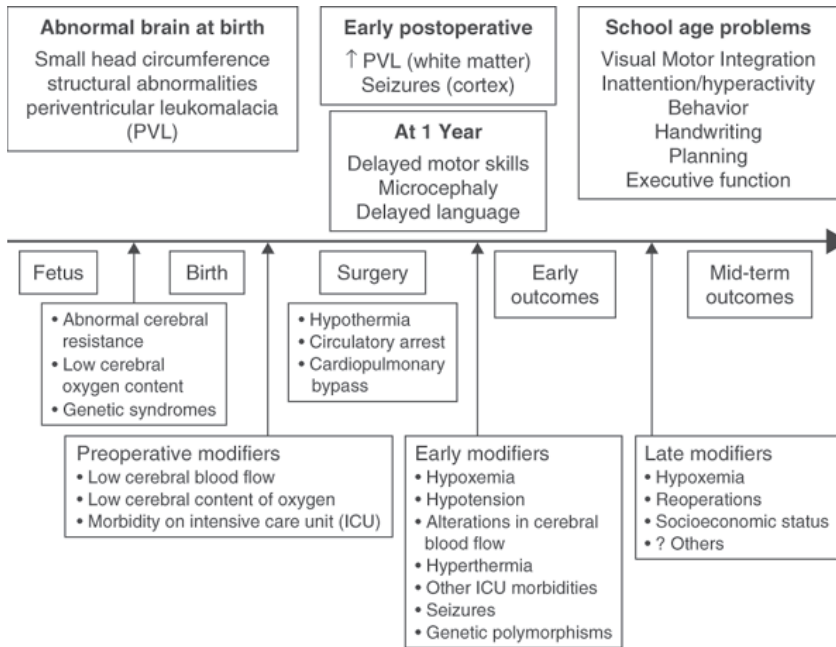 Abnormal brain at birth
Small head circumference
structural abnormalities
periventricular leukomalacia
(PVL)
Early postoperative
↑ PVL (white matter)
Seizures (cortex)
At 1 Year
Delayed motor skills
Microcephaly
Delayed language
School age problems
Visual Motor Integration
Inattention/hyperactivity
Behavior
Handwriting
Planning
Executive function
Fetus
Birth
Surgery
Early
outcomes
Mid-term
outcomes
• Abnormal cerebral
resistance
• Low cerebral
oxygen content
• Genetic syndromes
• Hypothermia
• Circulatory arrest
• Cardiopulmonary
bypass
Preoperative modifiers
• Low cerebral blood flow
• Low cerebral content of oxygen
• Morbidity on intensive care unit (ICU)
Early modifiers
• Hypoxemia
• Hypotension
• Alterations in cerebral
blood flow
• Hyperthermia
• Other ICU morbidities
• Seizures
• Genetic polymorphisms
Late modifiers
• Hypoxemia
• Reoperations
• Socioeconomic status
• ? Others